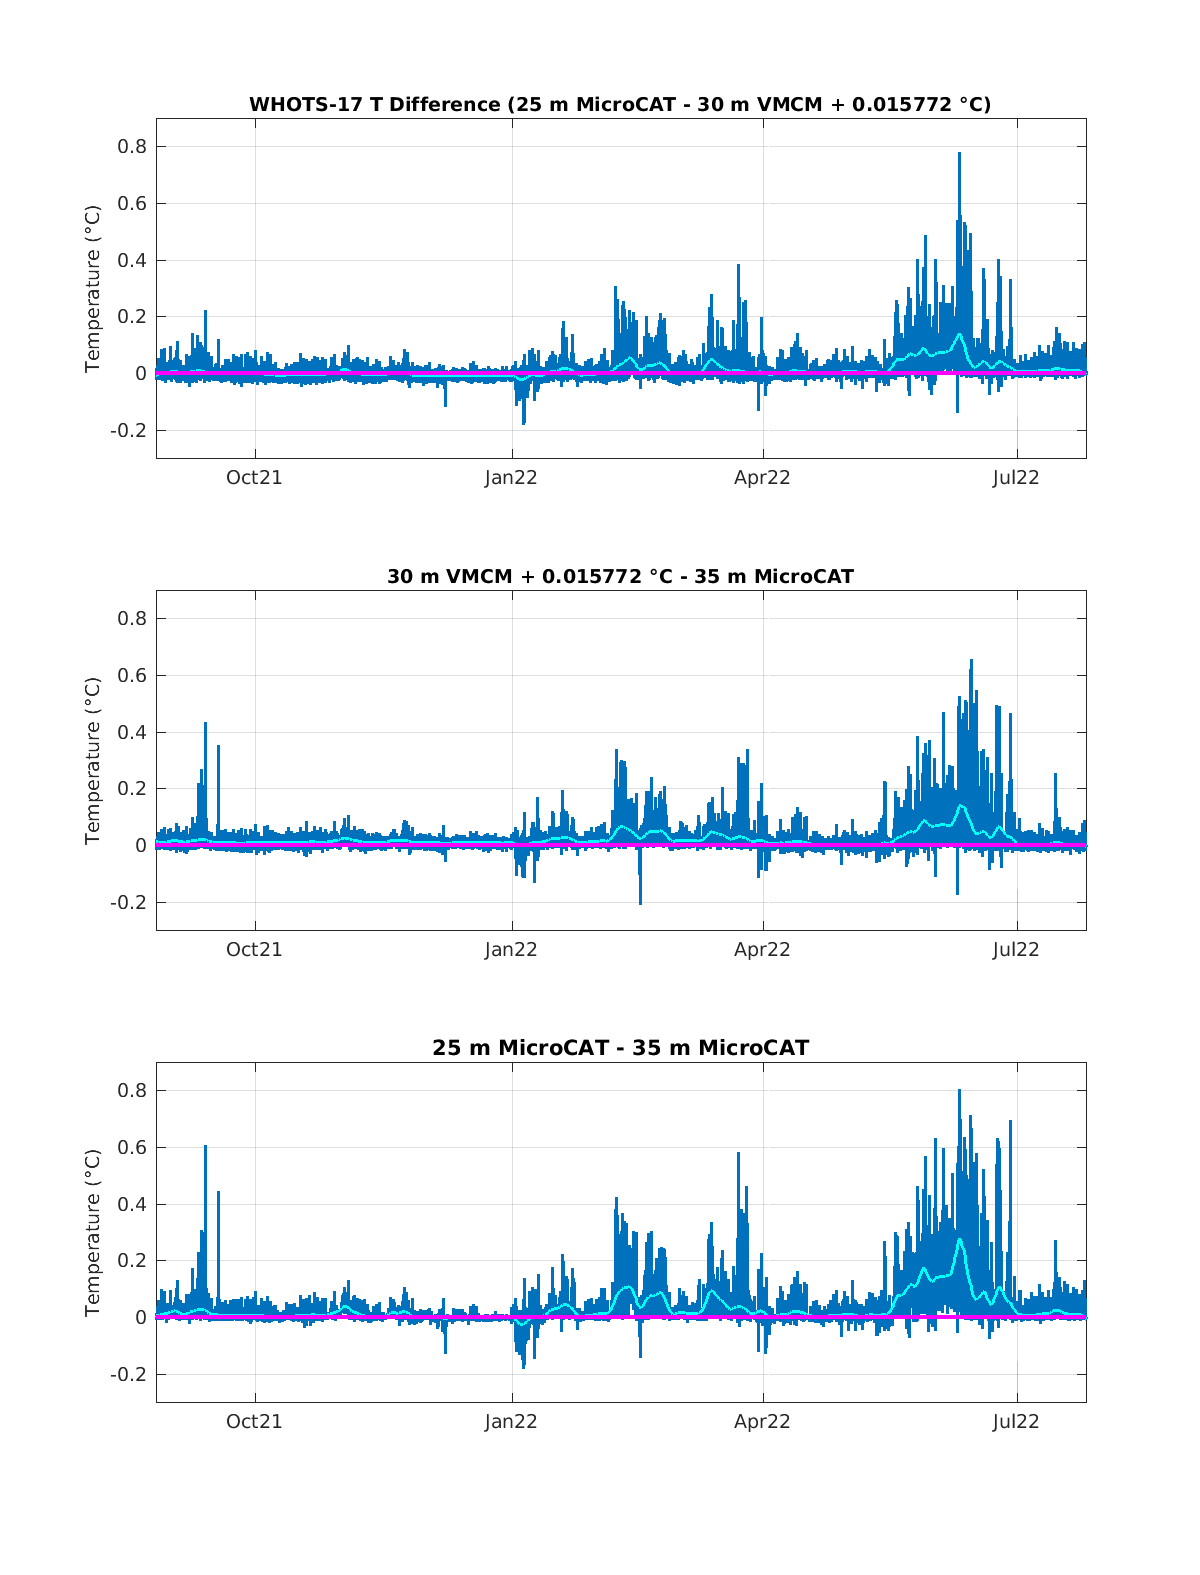 WHOTS-17 T Difference (25 m MicroCAT - 30 m VMCM + 0.015772 °C)
Temperature (°C)
0.8
0.6
0.4
0.2
0
-0.2
Oct21 Jan22 Apr22 Jul22
30 m VMCM + 0.015772 °C - 35 m MicroCAT
Temperature (°C)
0.8
0.6
0.4
0.2
0
-0.2
Oct21 Jan22 Apr22 Jul22
25 m MicroCAT - 35 m MicroCAT
Temperature (°C)
0.8
0.6
0.4
0.2
0
-0.2
Oct21 Jan22 Apr22 Jul22